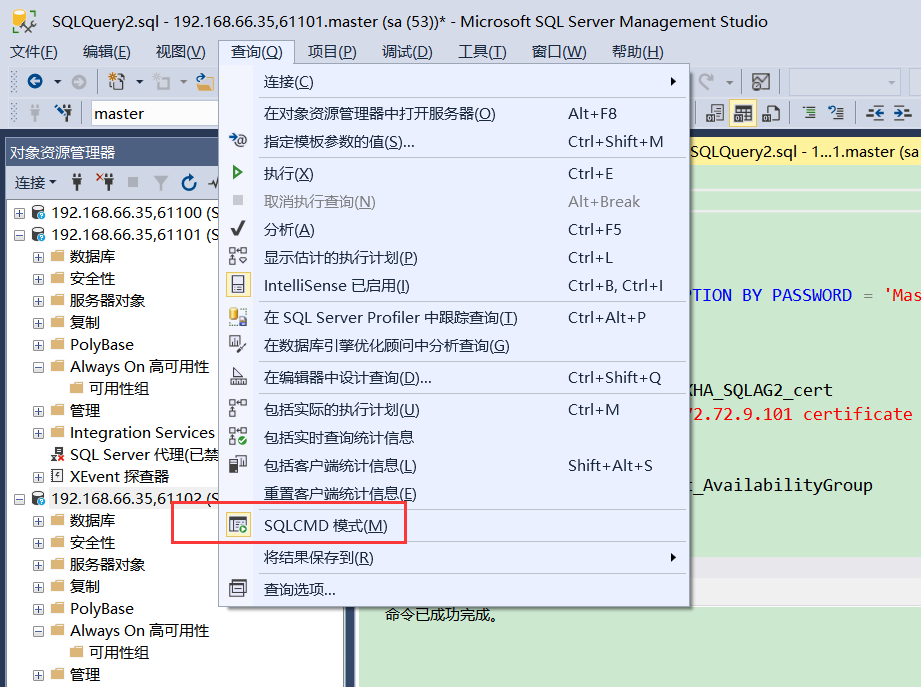 SQLQuery2.sql - 192.168.66.35,61101.master (sa (53))* - Microsoft SQL Server Management Studio
文件(F) 编辑(E) 视图(V) 查询(Q) 项目(P) 调试(D) 工具(T) 窗口(W) 帮助(H)
master
连接(C)
在对象资源管理器中打开服务器(O) Alt+F8
指定模板参数的值(S)... Ctrl+Shift+M
执行(X) Ctrl+E
取消执行查询(N) Alt+Break
分析(A) Ctrl+F5
显示估计的执行计划(P) Ctrl+L
IntelliSense 已启用(I) Ctrl+B, Ctrl+I
在 SQL Server Profiler 中跟踪查询(T) Ctrl+Alt+P
在数据库引擎优化顾问中分析查询(G)
在编辑器中设计查询(D)... Ctrl+Shift+Q
包括实际的执行计划(U) Ctrl+M
包括实时查询统计信息
包括客户端统计信息(L) Shift+Alt+S
重置客户端统计信息(E)
SQLCMD 模式(M)
将结果保存到(R)
查询选项...
对象资源管理器
连接
192.168.66.35,61100 (S
192.168.66.35,61101 (S
数据库
安全性
服务器对象
复制
PolyBase
Always On 高可用性
可用性组
管理
Integration Services
SQL Server 代理(已禁
XEvent 探查器
192.168.66.35,61102 (S
数据库
安全性
服务器对象
复制
PolyBase
Always On 高可用性
可用性组
管理
SQLQuery2.sql - 1...1.master (sa
PTION BY PASSWORD = 'Mas
HA_SQLAG2_cert
2.72.9.101 certificate
t_AvailabilityGroup
命令已成功完成。